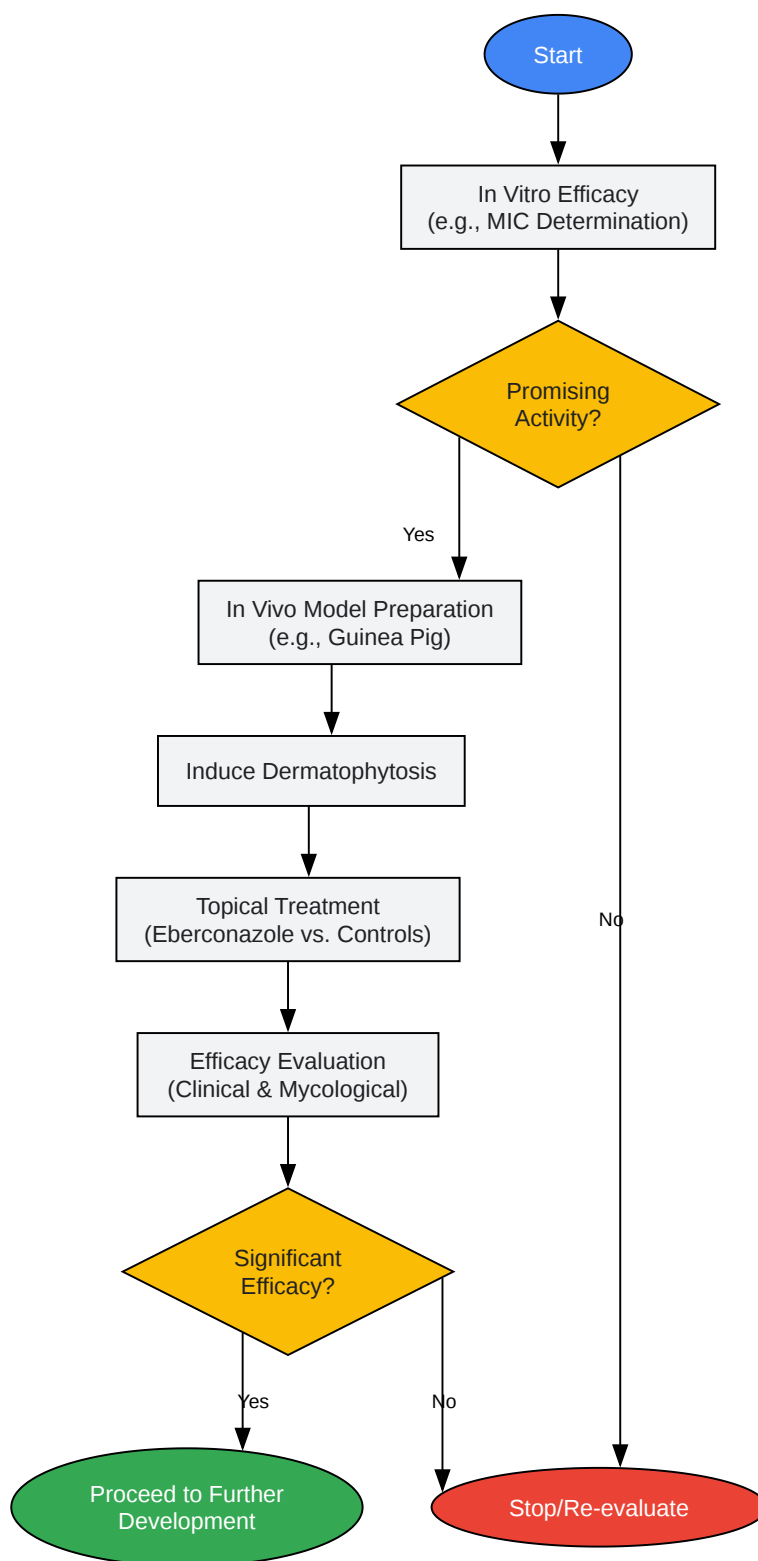 Start
In Vitro Efficacy
(e.g., MIC Determination)
Promising
Activity?
Yes
In Vivo Model Preparation
(e.g., Guinea Pig)
Induce Dermatophytosis
Topical Treatment
(Eberconazole vs. Controls)
No
Efficacy Evaluation
(Clinical & Mycological)
Significant
Efficacy?
Yes
No
Proceed to Further
Development
Stop/Re-evaluate